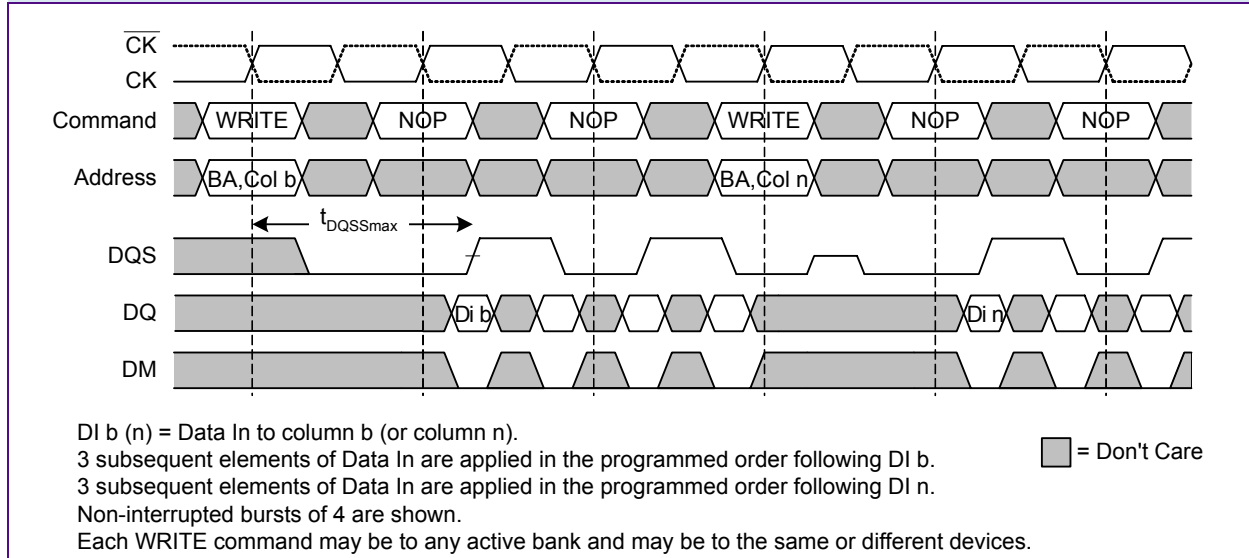 CK
CK
Command WRITE NOP NOP WRITE NOP NOP
Address BA,Col b BA,Col n
tDQSSmax
DQS
DQ Di b Di n
DM
DI b (n) = Data In to column b (or column n).
3 subsequent elements of Data In are applied in the programmed order following DI b.
= Don't Care
3 subsequent elements of Data In are applied in the programmed order following DI n.
Non-interrupted bursts of 4 are shown.
Each WRITE command may be to any active bank and may be to the same or different devices.